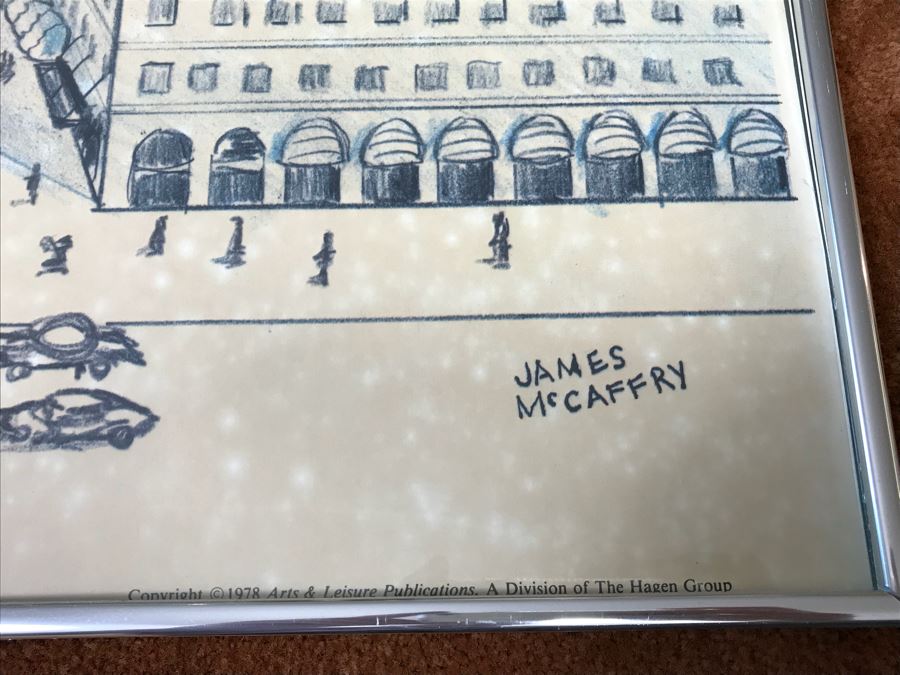 JAMES
McCAFFRY
Copyright ©1978 Arts & Leisure Publications. A Division of The Hagen Group